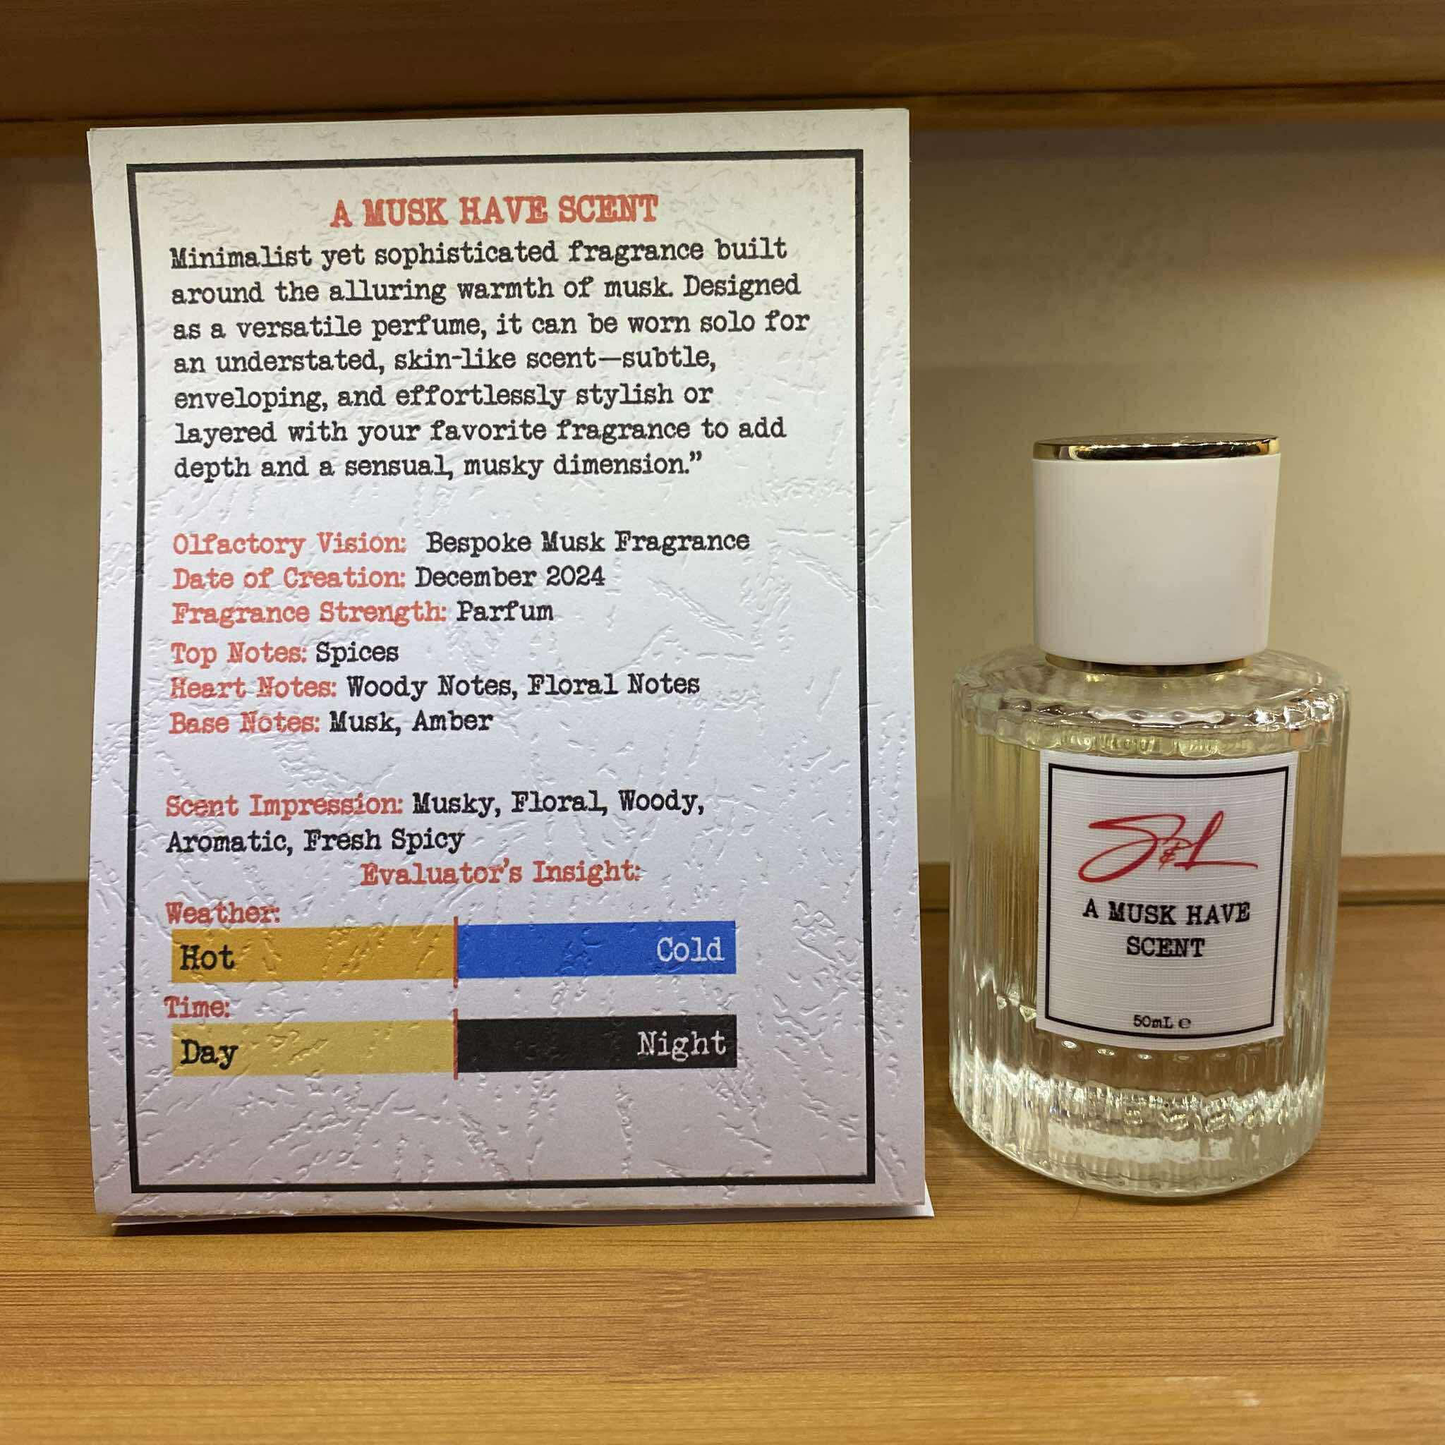 A MUSK HAVE SCENT
Minimalist yet sophisticated fragrance built
around the alluring warmth of musk. Designed
as a versatile perfume, it can be worn solo for
an understated, skin-like scent—subtle,
enveloping, and effortlessly stylish or
layered with your favorite fragrance to add
depth and a sensual, musky dimension.”
Olfactory Vision: Bespoke Musk Fragrance
Date of Creation: December 2024
Fragrance Strength: Parfum
Top Notes: Spices
Heart Notes: Woody Notes, Floral Notes
Base Notes: Musk, Amber
Scent Impression: Musky, Floral, Woody,
Aromatic, Fresh Spicy
Evaluator's Insight:
Weather:
Hot Cold
Time:
Day Night
S&L
A MUSK HAVE
SCENT
50mL ℮